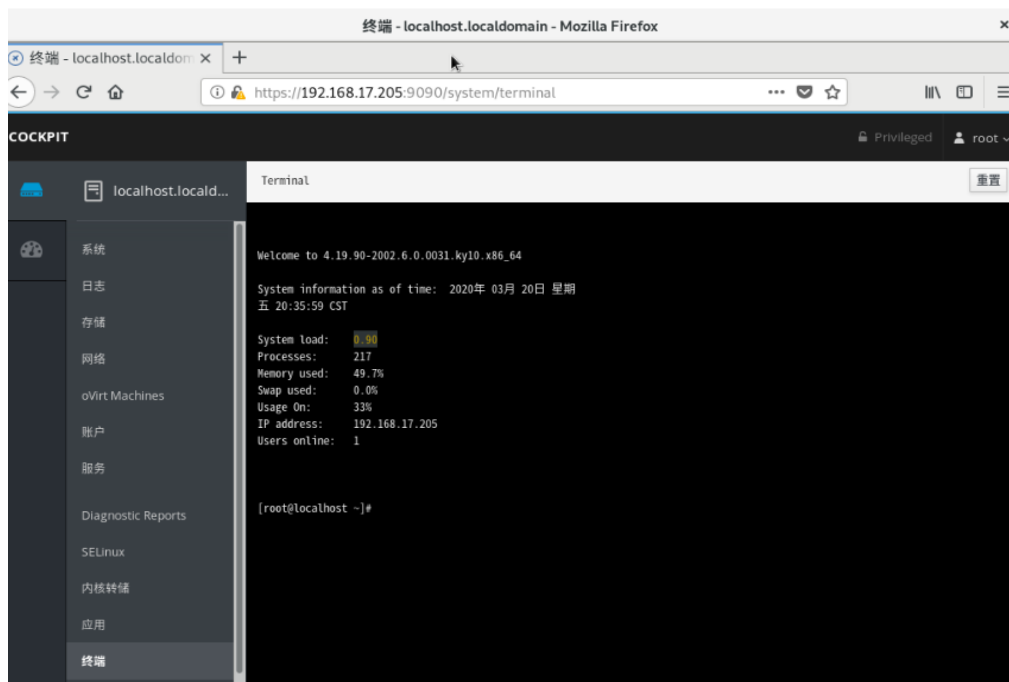 终端 - localhost.localdomain - Mozilla Firefox
终端 - localhost.localdom
https://192.168.17.205:9090/system/terminal
COCKPIT
Privileged
root
localhost.locald...
Terminal
重置
系统
日志
存储
网络
oVirt Machines
账户
服务
Diagnostic Reports
SELinux
内核转储
应用
终端
Welcome to 4.19.90-2002.6.0.0031.ky10.x86_64
System information as of time: 2020年 03月 20日 星期
五 20:35:59 CST
System load: 0.90
Processes: 217
Memory used: 49.7%
Swap used: 0.0%
Usage On: 33%
IP address: 192.168.17.205
Users online: 1
[root@localhost ~]#